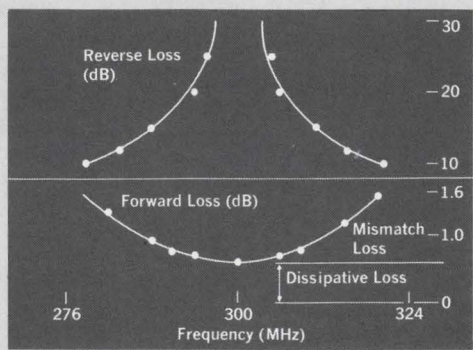 30
Reverse Loss
(dB)
20
10
Forward Loss (dB)
1.6
1.0
Mismatch
Loss
Dissipative Loss
0
276
300
324
Frequency (MHz)